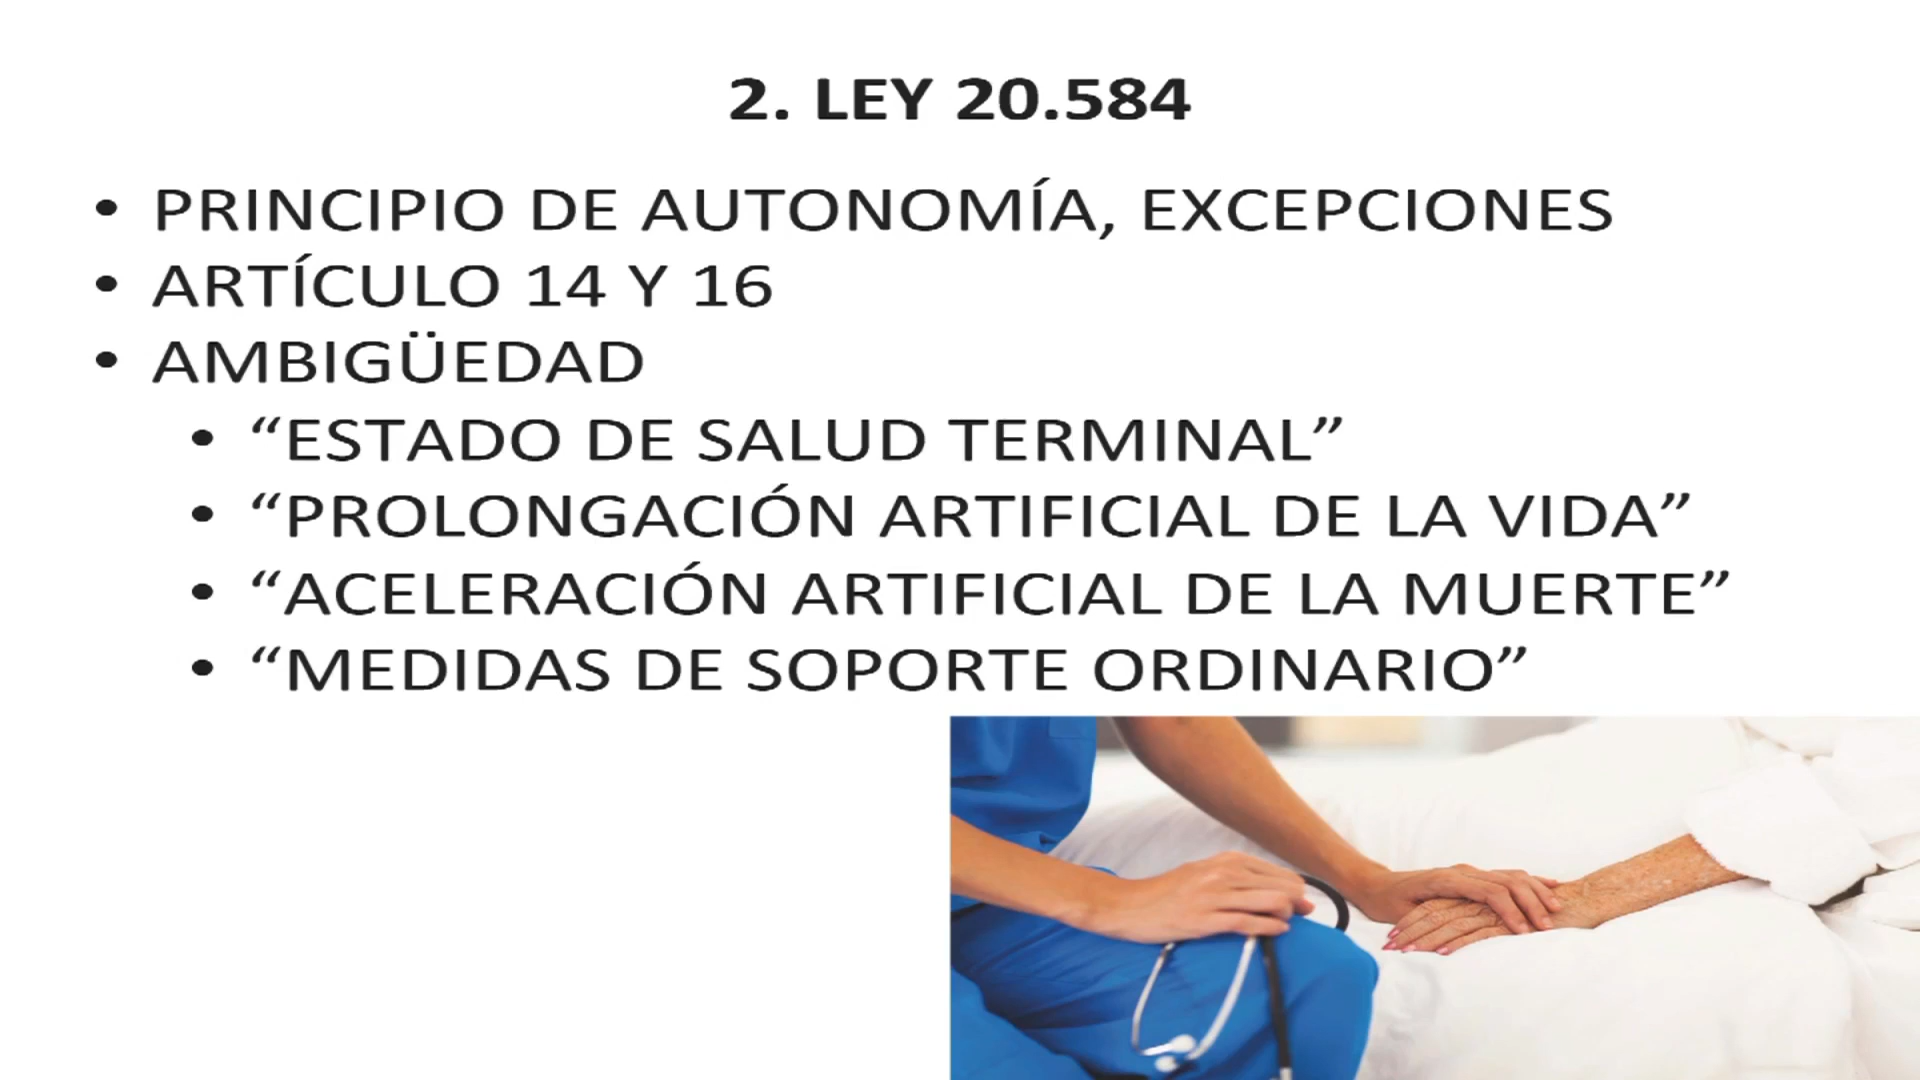 2. LEY 20.584
• PRINCIPIO DE AUTONOMÍA, EXCEPCIONES
• ARTÍCULO 14 Y 16
• AMBIGÜEDAD
• “ESTADO DE SALUD TERMINAL”
• “PROLONGACIÓN ARTIFICIAL DE LA VIDA”
• “ACELERACIÓN ARTIFICIAL DE LA MUERTE”
• “MEDIDAS DE SOPORTE ORDINARIO”